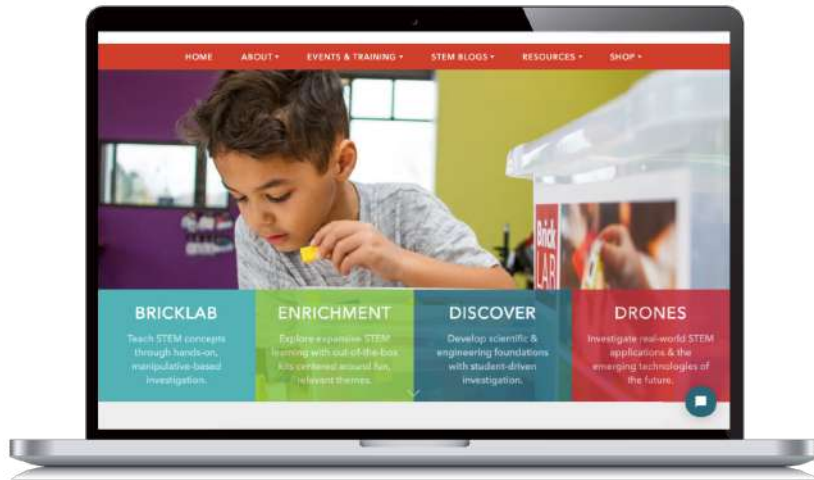 HOME ABOUT EVENTS & TRAINING STEM BLOGS RESOURCES SHOP
Brick
LAB
BRICKLAB
Teach STEM concepts
through hands-on,
manipulative-based
investigation.
ENRICHMENT
Explore expansive STEM
learning with out-of-the-box
kits centered around fun,
relevant themes.
DISCOVER
Develop scientific &
engineering foundations
with student-driven
investigation.
DRONES
Investigate real-world STEM
applications & the
emerging technologies of
the future.